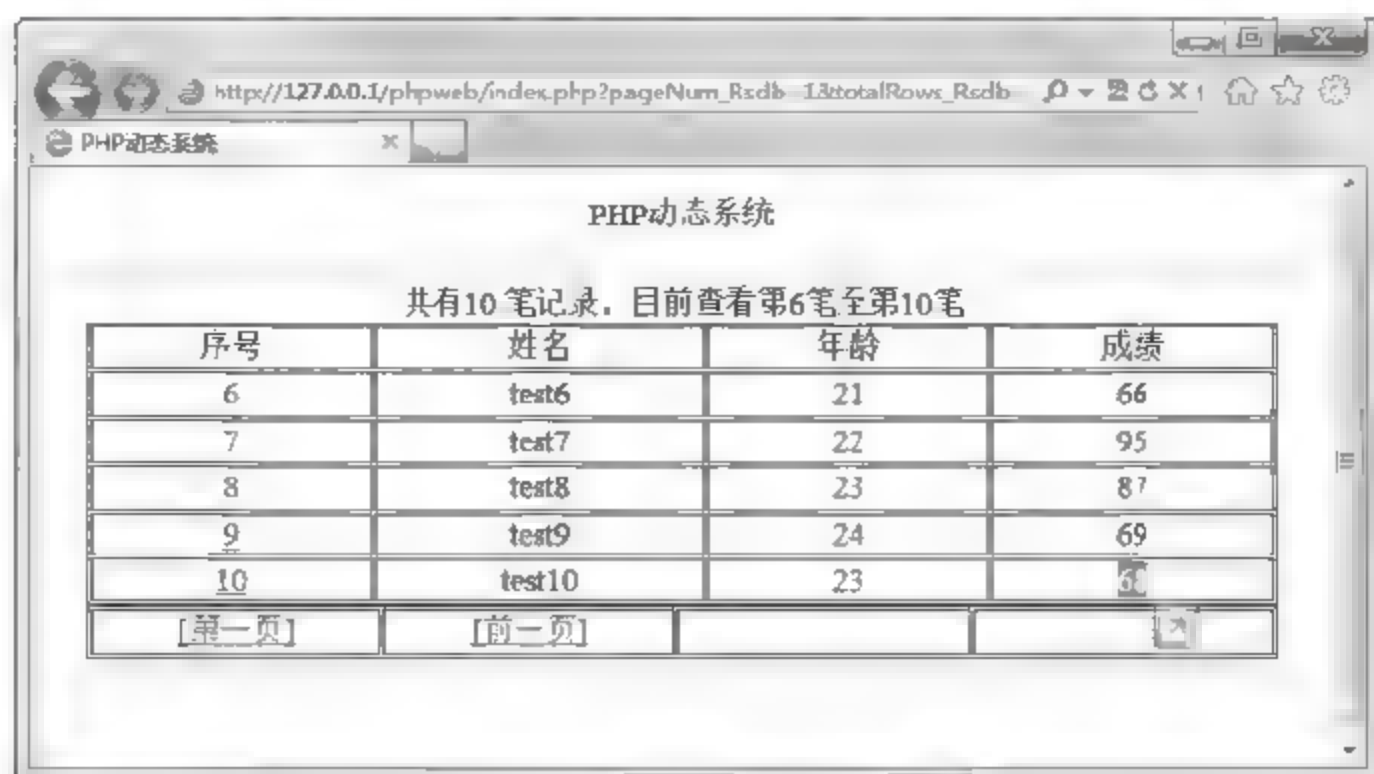 http://127.0.0.1/phpweb/index.php?pageNum_Rsdb=1&totalRows_Rsdb
PHP动态系统
PHP动态系统
共有10 笔记录，目前查看第6笔至第10笔
序号 姓名 年龄 成绩
6 test6 21 66
7 test7 22 95
8 test8 23 87
9 test9 24 69
10 test10 23
[第一页] [前一页]